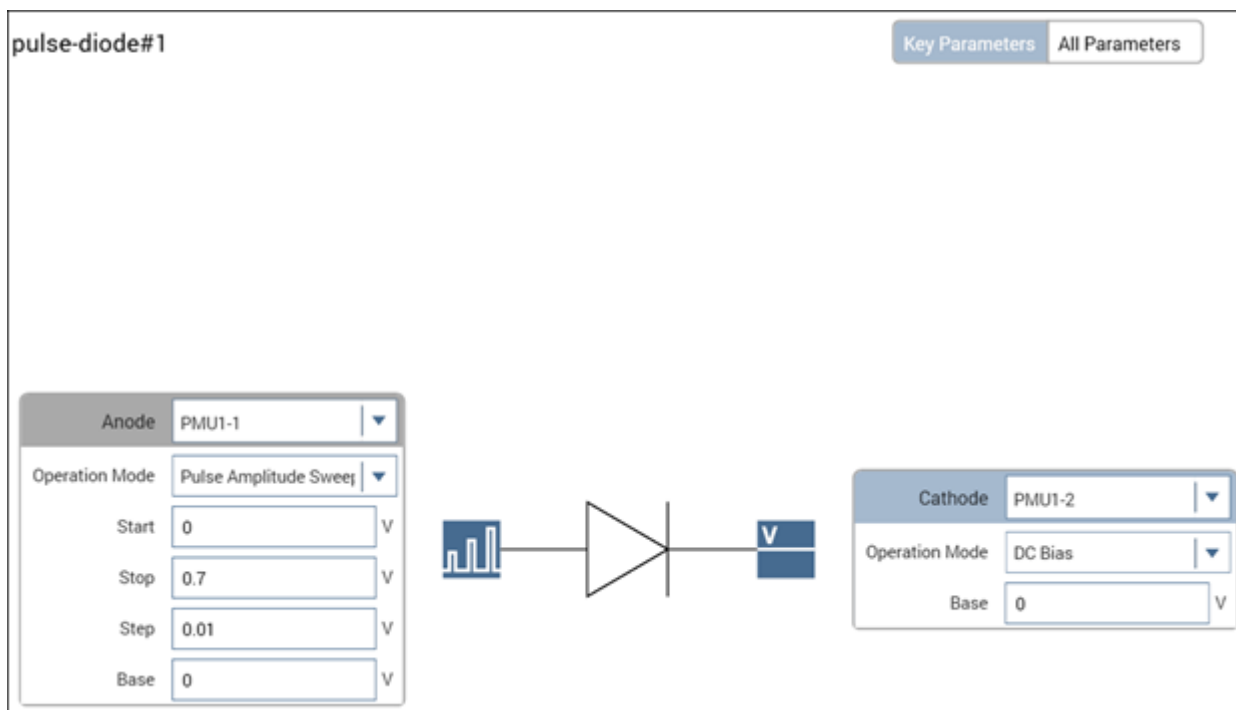 pulse-diode#1
Key Parameters All Parameters
Anode PMU1-1
Operation Mode Pulse Amplitude Sweep
Start 0 V
Stop 0.7 V
Step 0.01 V
Base 0 V
V
Cathode PMU1-2
Operation Mode DC Bias
Base 0 V